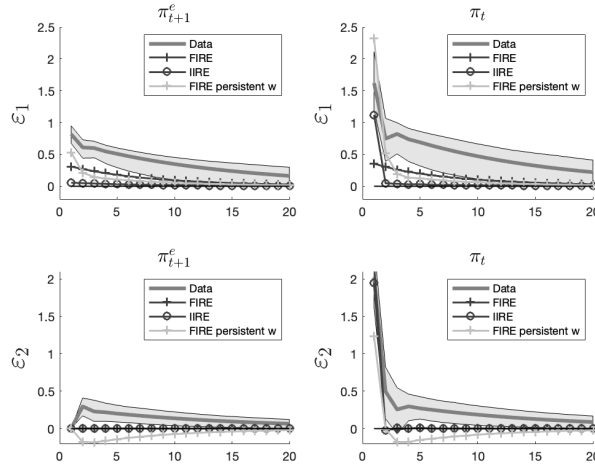 π^e_{t+1}
ε_1
2
1.5
1
0.5
0
Data
FIRE
IIRE
FIRE persistent w
0 5 10 15 20
π_t
ε_1
2
1.5
1
0.5
0
Data
FIRE
IIRE
FIRE persistent w
0 5 10 15 20
π^e_{t+1}
ε_2
2
1.5
1
0.5
0
Data
FIRE
IIRE
FIRE persistent w
0 5 10 15 20
π_t
ε_2
2
1.5
1
0.5
0
Data
FIRE
IIRE
FIRE persistent w
0 5 10 15 20